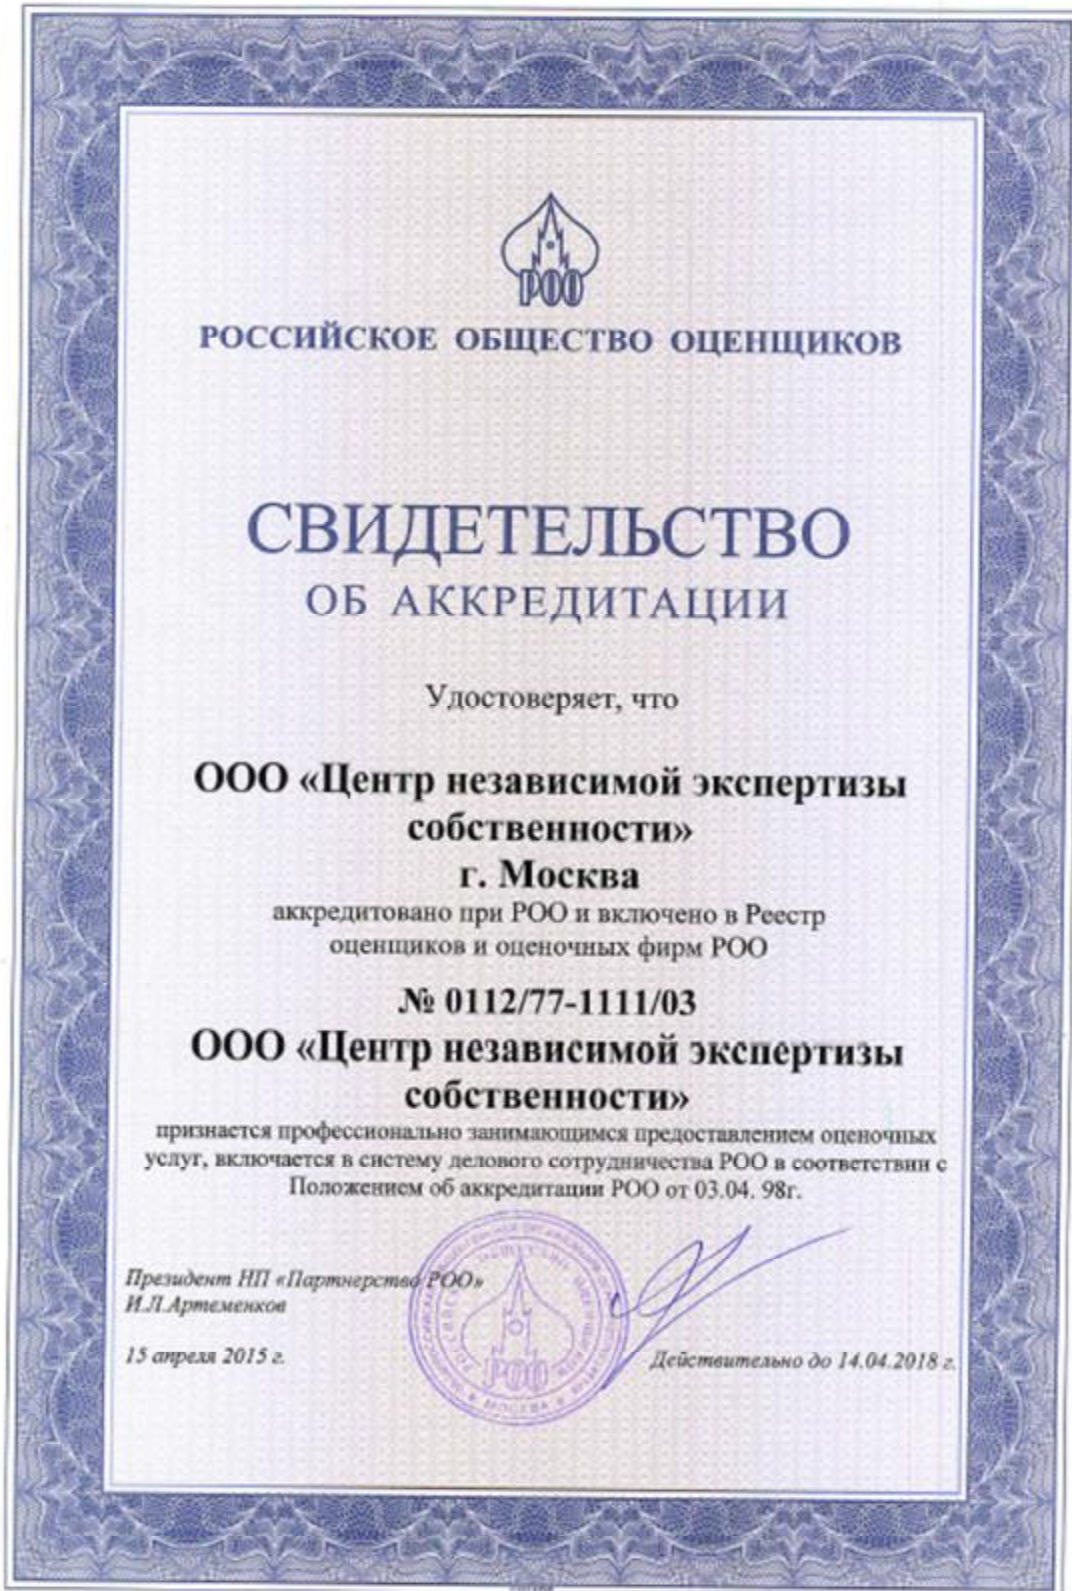 РОО
РОССИЙСКОЕ ОБЩЕСТВО ОЦЕНЩИКОВ
СВИДЕТЕЛЬСТВО
ОБ АККРЕДИТАЦИИ
Удостоверяет, что
ООО «Центр независимой экспертизы
собственности»
г. Москва
аккредитовано при РОО и включено в Реестр
оценщиков и оценочных фирм РОО
№ 0112/77-1111/03
ООО «Центр независимой экспертизы
собственности»
признается профессионально занимающимся предоставлением оценочных
услуг, включается в систему делового сотрудничества РОО в соответствии с
Положением об аккредитации РОО от 03.04. 98г.
Президент НП «Партнерство РОО»
И.Л.Артеменков
15 апреля 2015 г.
Действительно до 14.04.2018 г.
РОО
МОСКВА